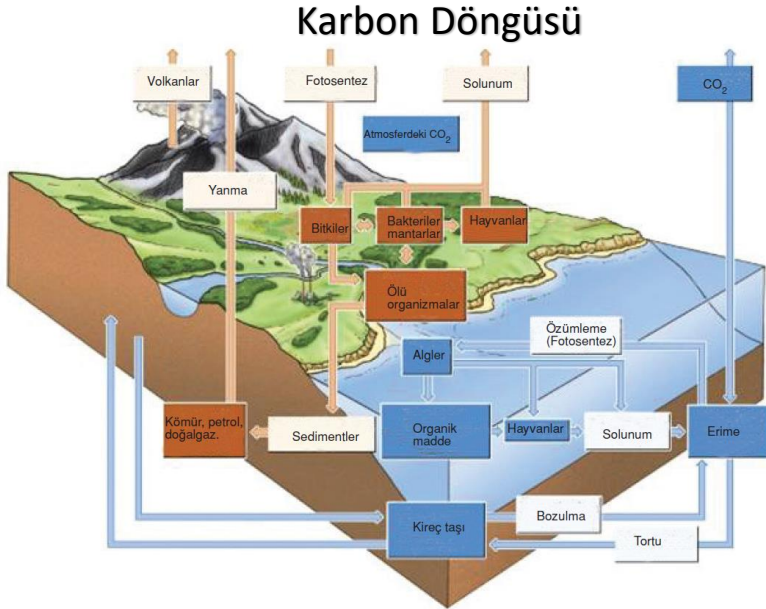 Karbon Döngüsü
Volkanlar
Fotosentez
Solunum
CO₂
Atmosferdeki CO₂
Yanma
Bitkiler
Bakteriler
mantarlar
Hayvanlar
Ölü
organizmalar
Özümleme
(Fotosentez)
Algler
Kömür, petrol,
doğalgaz.
Sedimentler
Organik
madde
Hayvanlar
Solunum
Erime
Kireç taşı
Bozulma
Tortu